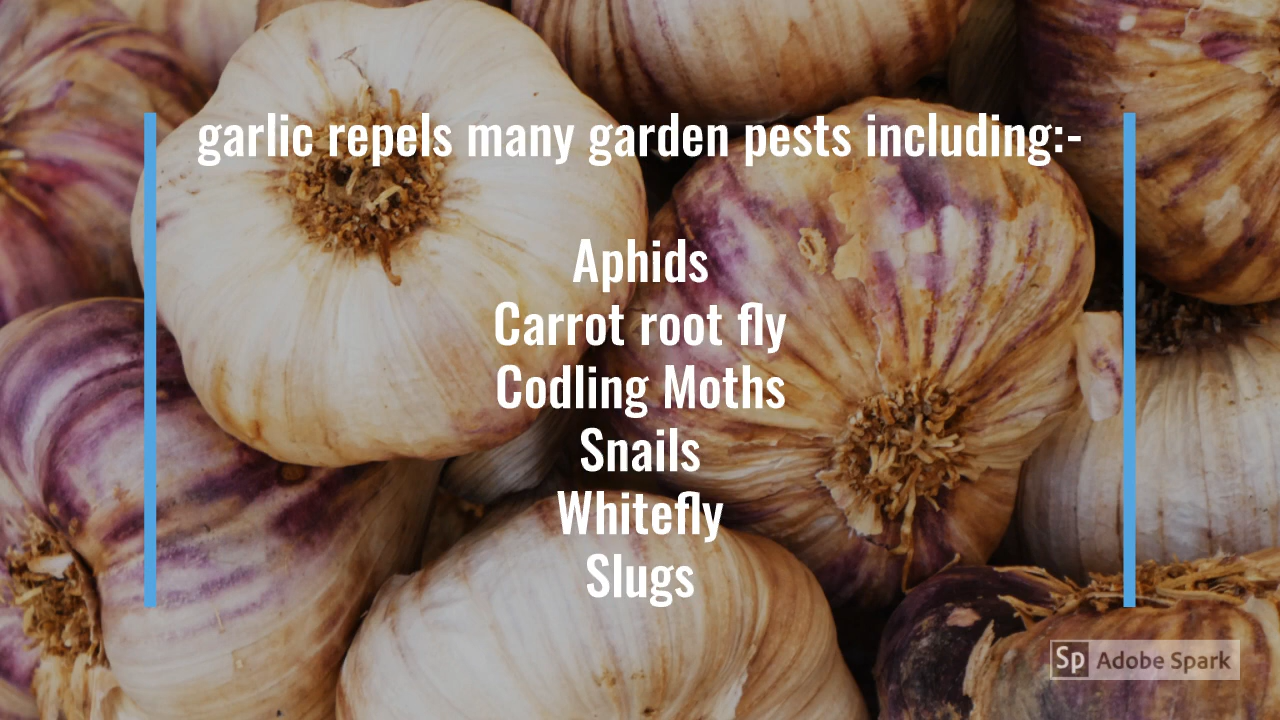 garlic repels many garden pests including:-
Aphids
Carrot root fly
Codling Moths
Snails
Whitefly
Slugs
Sp Adobe Spark